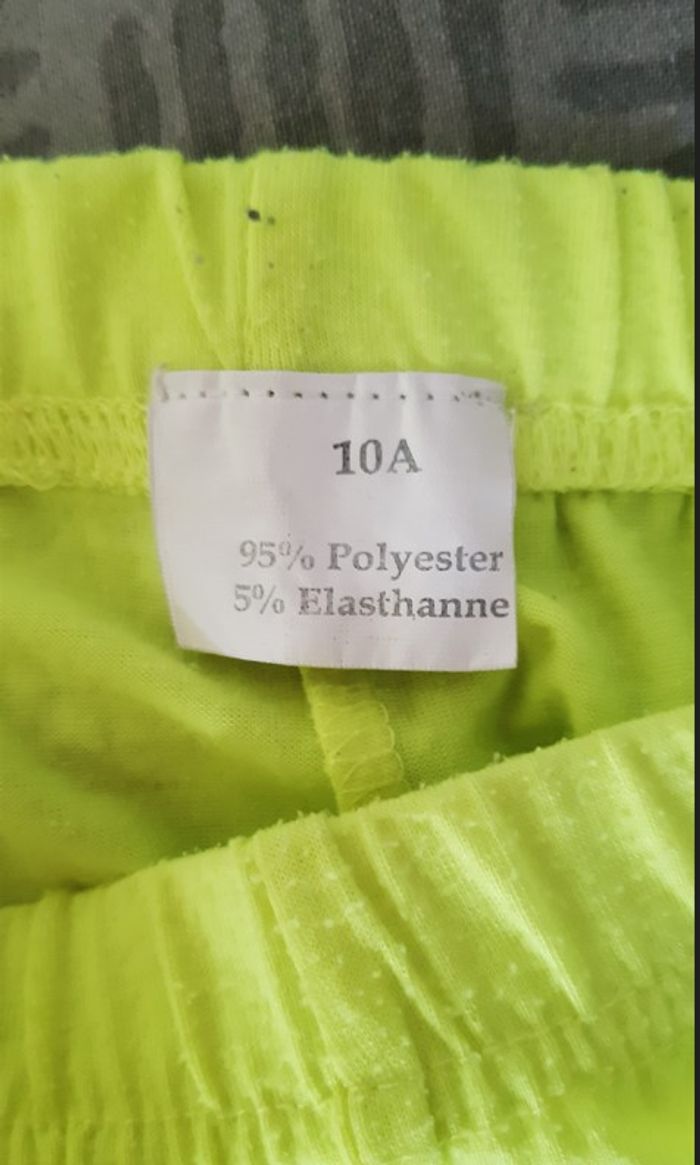 10A
95% Polyester
5% Elasthanne